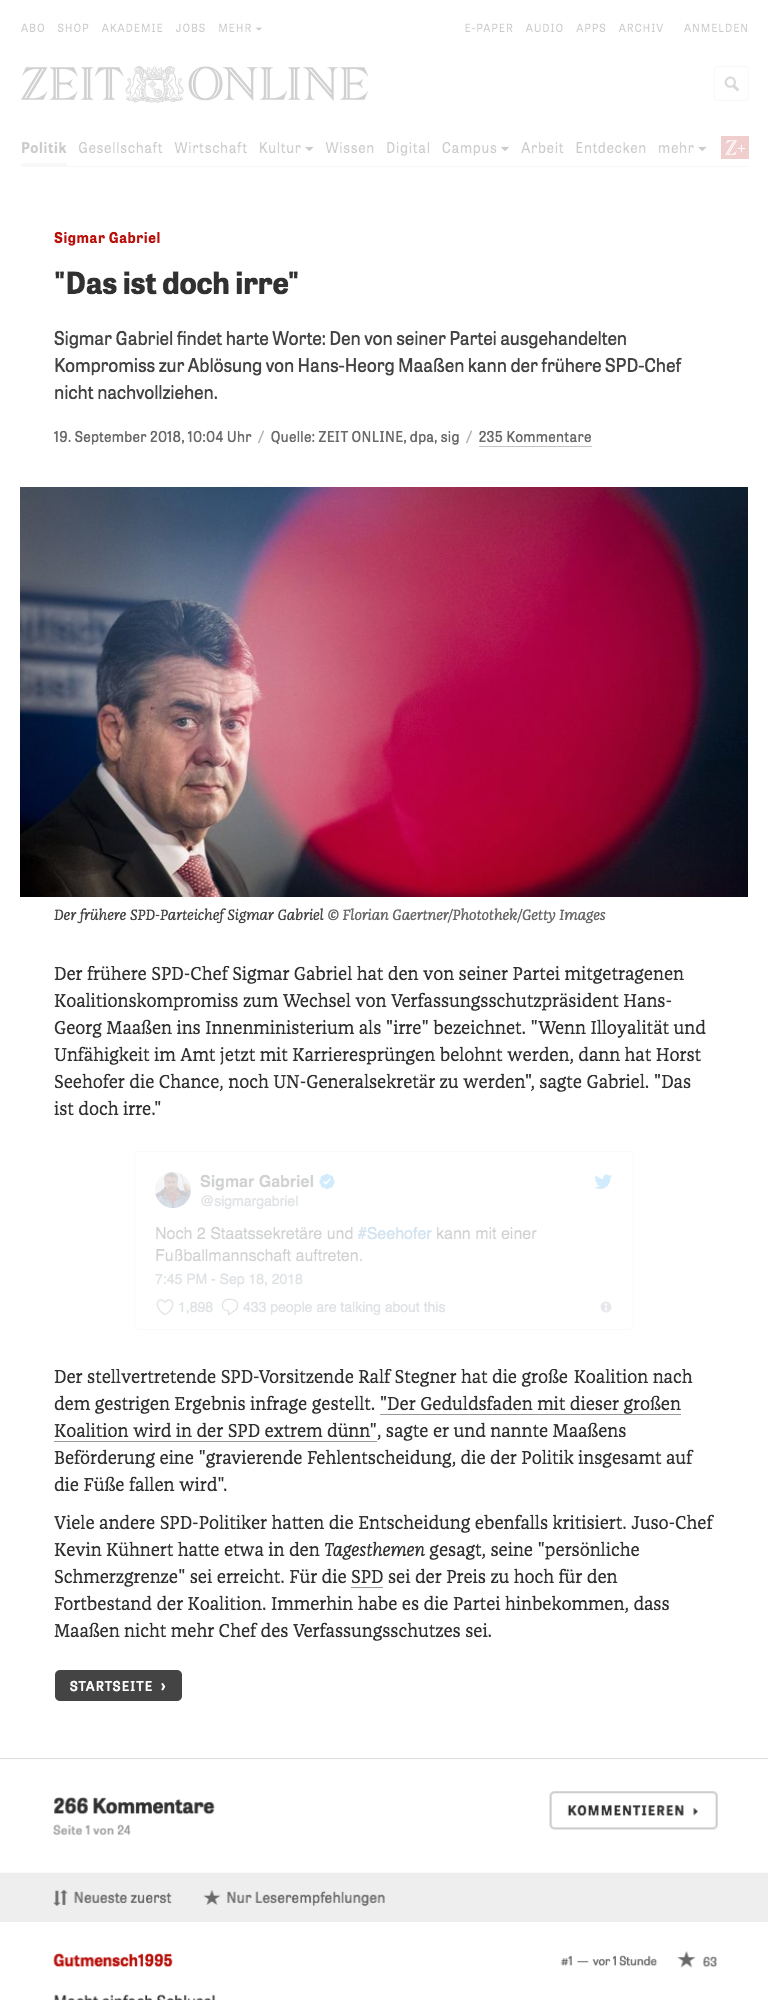 ABO SHOP AKADEMIE JOBS MEHR
E-PAPER AUDIO APPS ARCHIV ANMELDEN
ZEIT ONLINE
Politik Gesellschaft Wirtschaft Kultur Wissen Digital Campus Arbeit Entdecken mehr Z+
Sigmar Gabriel
"Das ist doch irre"
Sigmar Gabriel findet harte Worte: Den von seiner Partei ausgehandelten
Kompromiss zur Ablösung von Hans-Heorg Maaßen kann der frühere SPD-Chef
nicht nachvollziehen.
19. September 2018, 10:04 Uhr / Quelle: ZEIT ONLINE, dpa, sig / 235 Kommentare
Der frühere SPD-Parteichef Sigmar Gabriel © Florian Gaertner/Photothek/Getty Images
Der frühere SPD-Chef Sigmar Gabriel hat den von seiner Partei mitgetragenen
Koalitionskompromiss zum Wechsel von Verfassungsschutzpräsident Hans-
Georg Maaßen ins Innenministerium als "irre" bezeichnet. "Wenn Illoyalität und
Unfähigkeit im Amt jetzt mit Karrieresprüngen belohnt werden, dann hat Horst
Seehofer die Chance, noch UN-Generalsekretär zu werden", sagte Gabriel. "Das
ist doch irre."
Sigmar Gabriel
@sigmargabriel
Noch 2 Staatssekretäre und #Seehofer kann mit einer
Fußballmannschaft auftreten.
7:45 PM - Sep 18, 2018
1,898 433 people are talking about this
Der stellvertretende SPD-Vorsitzende Ralf Stegner hat die große Koalition nach
dem gestrigen Ergebnis infrage gestellt. "Der Geduldsfaden mit dieser großen
Koalition wird in der SPD extrem dünn", sagte er und nannte Maaßens
Beförderung eine "gravierende Fehlentscheidung, die der Politik insgesamt auf
die Füße fallen wird".
Viele andere SPD-Politiker hatten die Entscheidung ebenfalls kritisiert. Juso-Chef
Kevin Kühnert hatte etwa in den Tagesthemen gesagt, seine "persönliche
Schmerzgrenze" sei erreicht. Für die SPD sei der Preis zu hoch für den
Fortbestand der Koalition. Immerhin habe es die Partei hinbekommen, dass
Maaßen nicht mehr Chef des Verfassungsschutzes sei.
STARTSEITE ›
266 Kommentare
KOMMENTIEREN
Seite 1 von 24
Neueste zuerst Nur Leserempfehlungen
Gutmensch1995
#1 — vor 1 Stunde 63